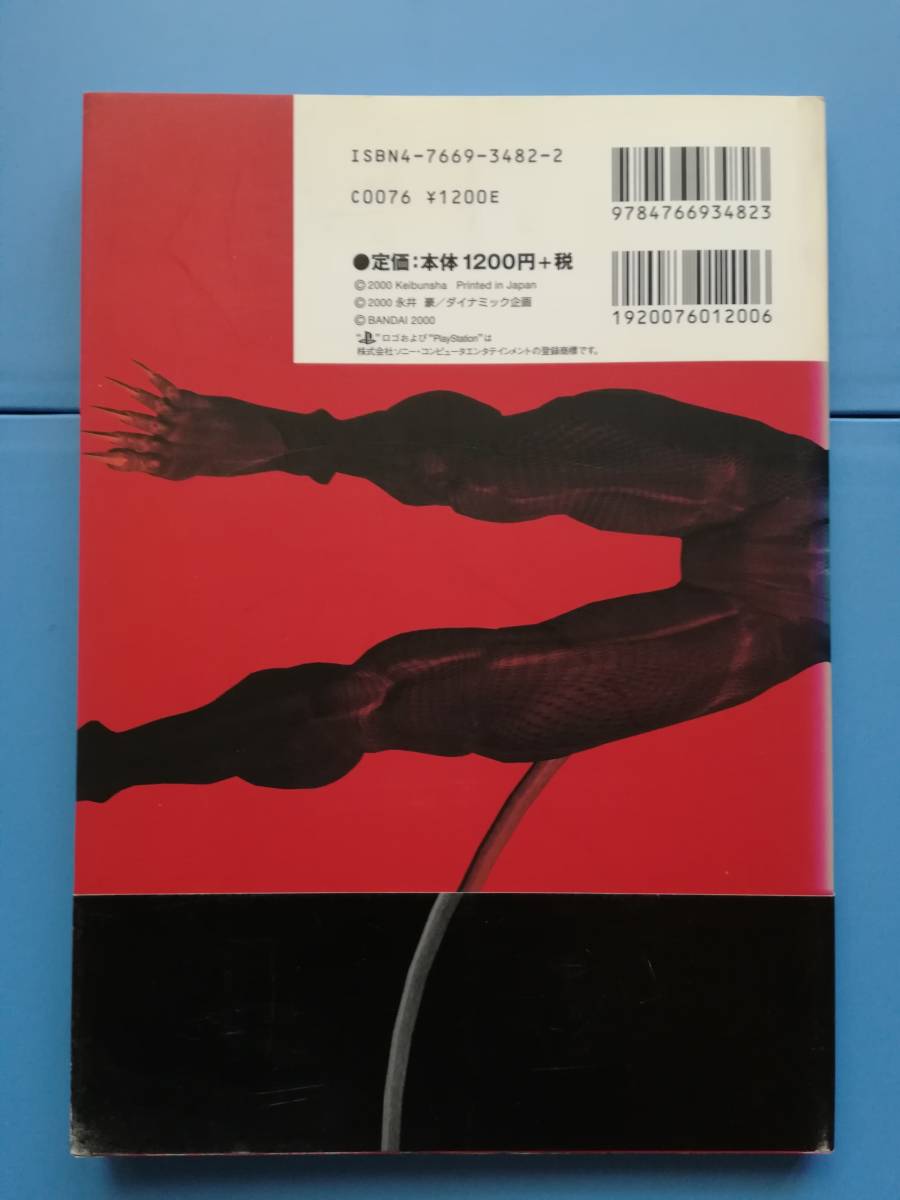 ISBN4-7669-3482-2
C0076 ¥1200E
9784766934823
●定価:本体1200円+税
1920076012006
©2000 Keibunsha Printed in Japan
©2000 永井 豪/ダイナミック企画
©BANDAI 2000
" "ロゴおよび"PlayStation"は
株式会社ソニー・コンピュータエンタテインメントの登録商標です。